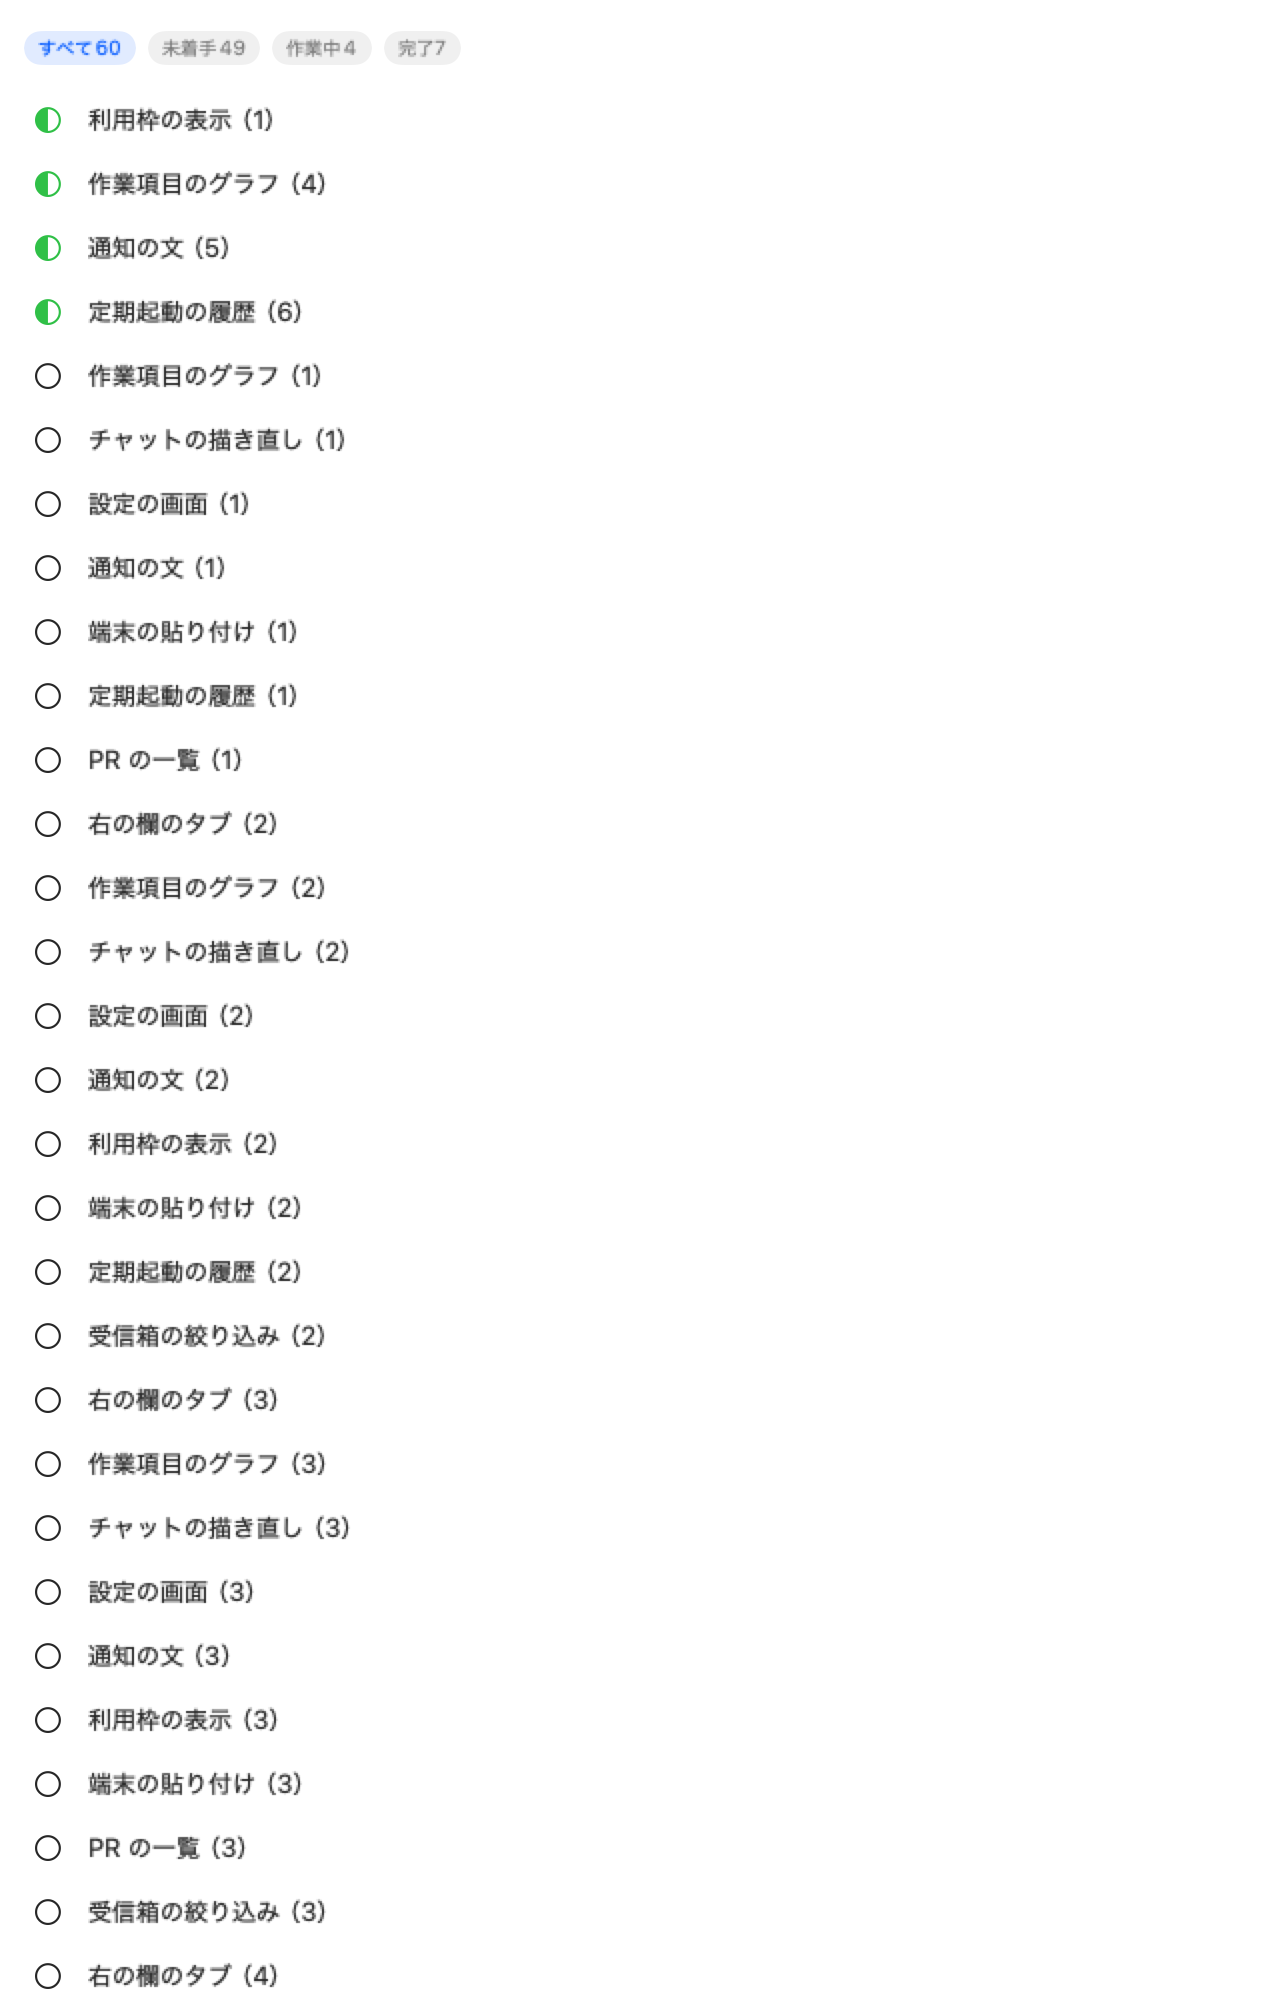 すべて60 未着手49 作業中4 完了7
利用枠の表示（1）
作業項目のグラフ（4）
通知の文（5）
定期起動の履歴（6）
作業項目のグラフ（1）
チャットの描き直し（1）
設定の画面（1）
通知の文（1）
端末の貼り付け（1）
定期起動の履歴（1）
PR の一覧（1）
右の欄のタブ（2）
作業項目のグラフ（2）
チャットの描き直し（2）
設定の画面（2）
通知の文（2）
利用枠の表示（2）
端末の貼り付け（2）
定期起動の履歴（2）
受信箱の絞り込み（2）
右の欄のタブ（3）
作業項目のグラフ（3）
チャットの描き直し（3）
設定の画面（3）
通知の文（3）
利用枠の表示（3）
端末の貼り付け（3）
PR の一覧（3）
受信箱の絞り込み（3）
右の欄のタブ（4）